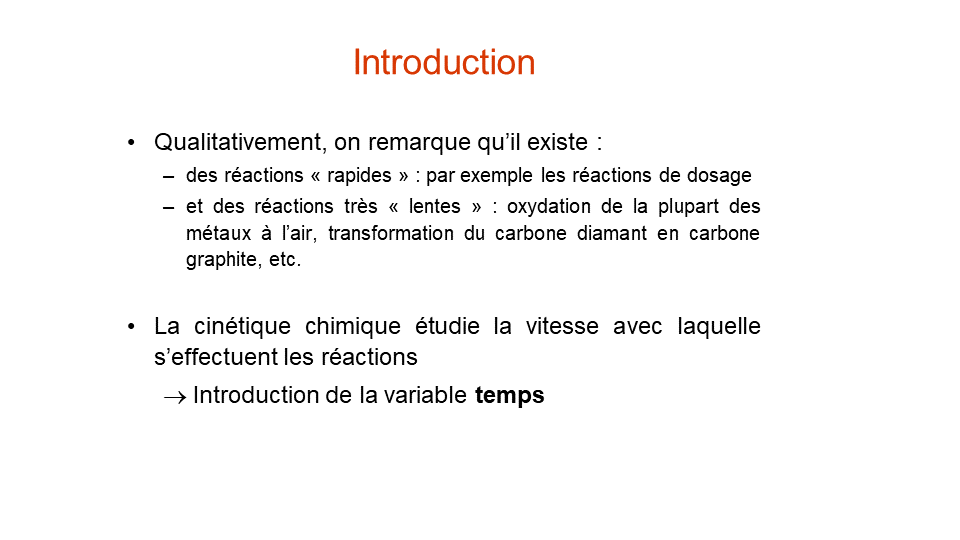 Introduction
• Qualitativement, on remarque qu’il existe :
– des réactions « rapides » : par exemple les réactions de dosage
– et des réactions très « lentes » : oxydation de la plupart des
métaux à l’air, transformation du carbone diamant en carbone
graphite, etc.
• La cinétique chimique étudie la vitesse avec laquelle
s’effectuent les réactions
→ Introduction de la variable temps